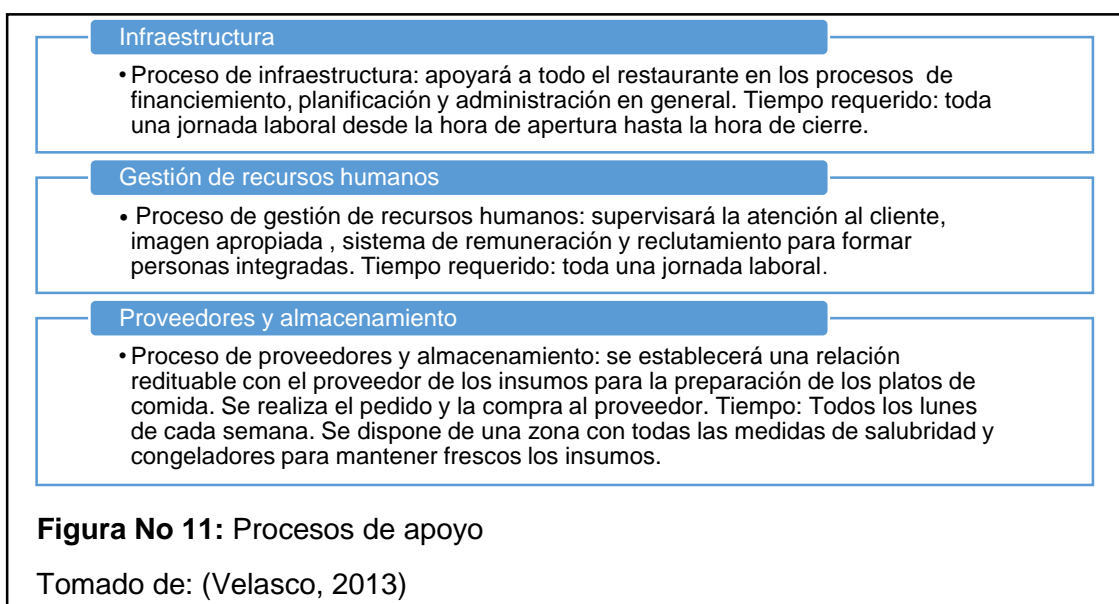 Infraestructura
•Proceso de infraestructura: apoyará a todo el restaurante en los procesos de
financiemiento, planificación y administración en general. Tiempo requerido: toda
una jornada laboral desde la hora de apertura hasta la hora de cierre.
Gestión de recursos humanos
• Proceso de gestión de recursos humanos: supervisará la atención al cliente,
imagen apropiada , sistema de remuneración y reclutamiento para formar
personas integradas. Tiempo requerido: toda una jornada laboral.
Proveedores y almacenamiento
•Proceso de proveedores y almacenamiento: se establecerá una relación
redituable con el proveedor de los insumos para la preparación de los platos de
comida. Se realiza el pedido y la compra al proveedor. Tiempo: Todos los lunes
de cada semana. Se dispone de una zona con todas las medidas de salubridad y
congeladores para mantener frescos los insumos.
Figura No 11: Procesos de apoyo
Tomado de: (Velasco, 2013)